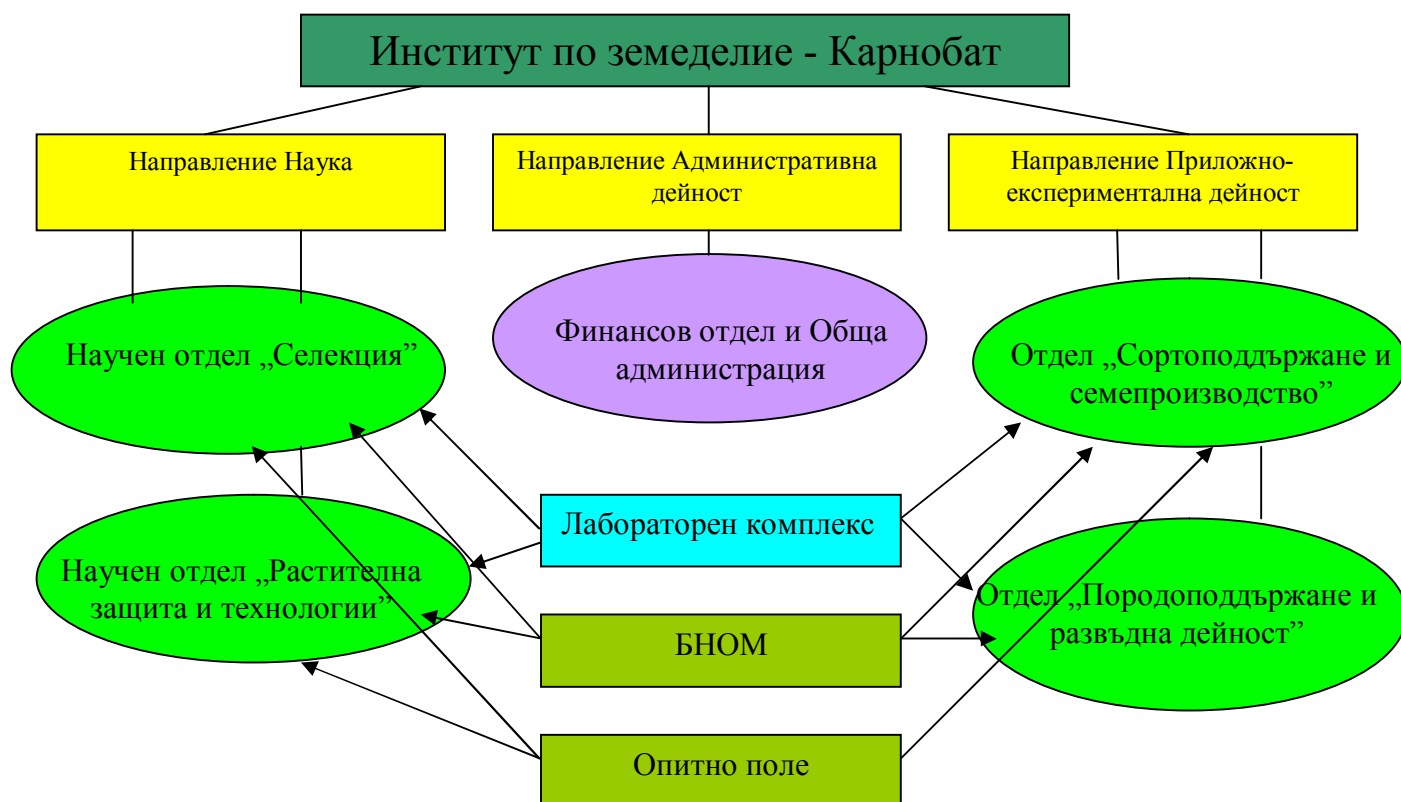 Институт по земеделие - Карнобат
Направление Наука
Направление Административна
дейност
Направление Приложно-
експериментална дейност
Научен отдел „Селекция”
Финансов отдел и Обща
администрация
Отдел „Сортоподдържане и
семепроизводство”
Лабораторен комплекс
Научен отдел „Растителна
защита и технологии”
Отдел „Породоподдържане и
развъдна дейност”
БНОМ
Опитно поле